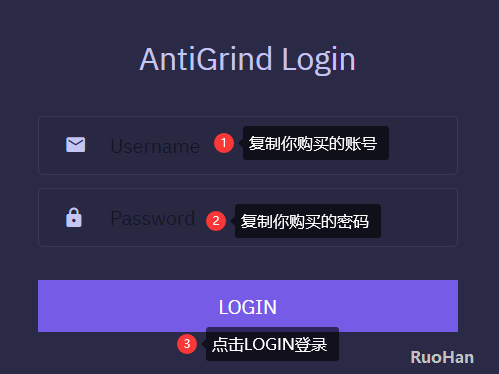 AntiGrind Login
Username
1 复制你购买的账号
Password
2 复制你购买的密码
LOGIN
3 点击LOGIN登录
RuoHan